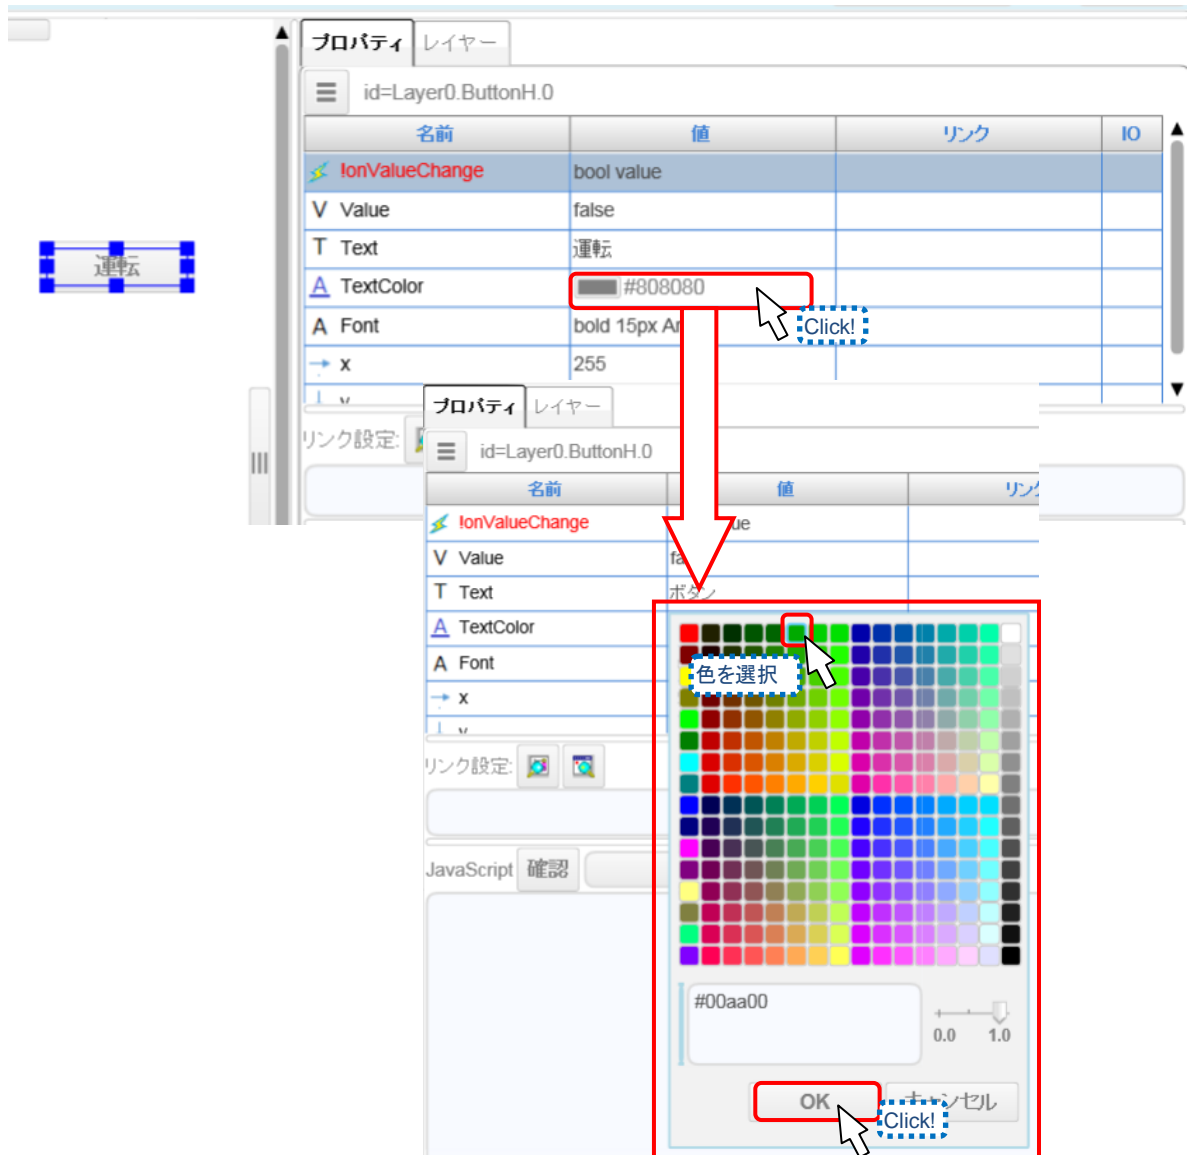 プロパティ レイヤー
id=Layer0.ButtonH.0
名前 値 リンク IO
!onValueChange bool value
V Value false
T Text 運転
運転
A TextColor #808080
Click!
A Font bold 15px
x 255
リンク設定:
プロパティ レイヤー
id=Layer0.ButtonH.0
名前 値
!onValueChange
V Value
T Text ボタン
A TextColor
A Font
x
色を選択
リンク設定:
JavaScript 確認
#00aa00
0.0 1.0
OK キャンセル
Click!